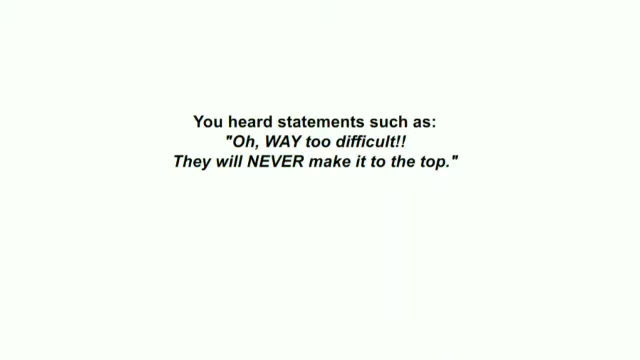 You heard statements such as:
"Oh, WAY too difficult!!
They will NEVER make it to the top."